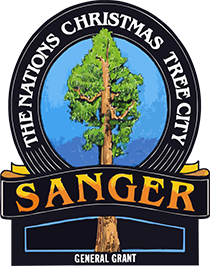 THE NATIONS CHRISTMAS TREE CITY
SANGER
GENERAL GRANT